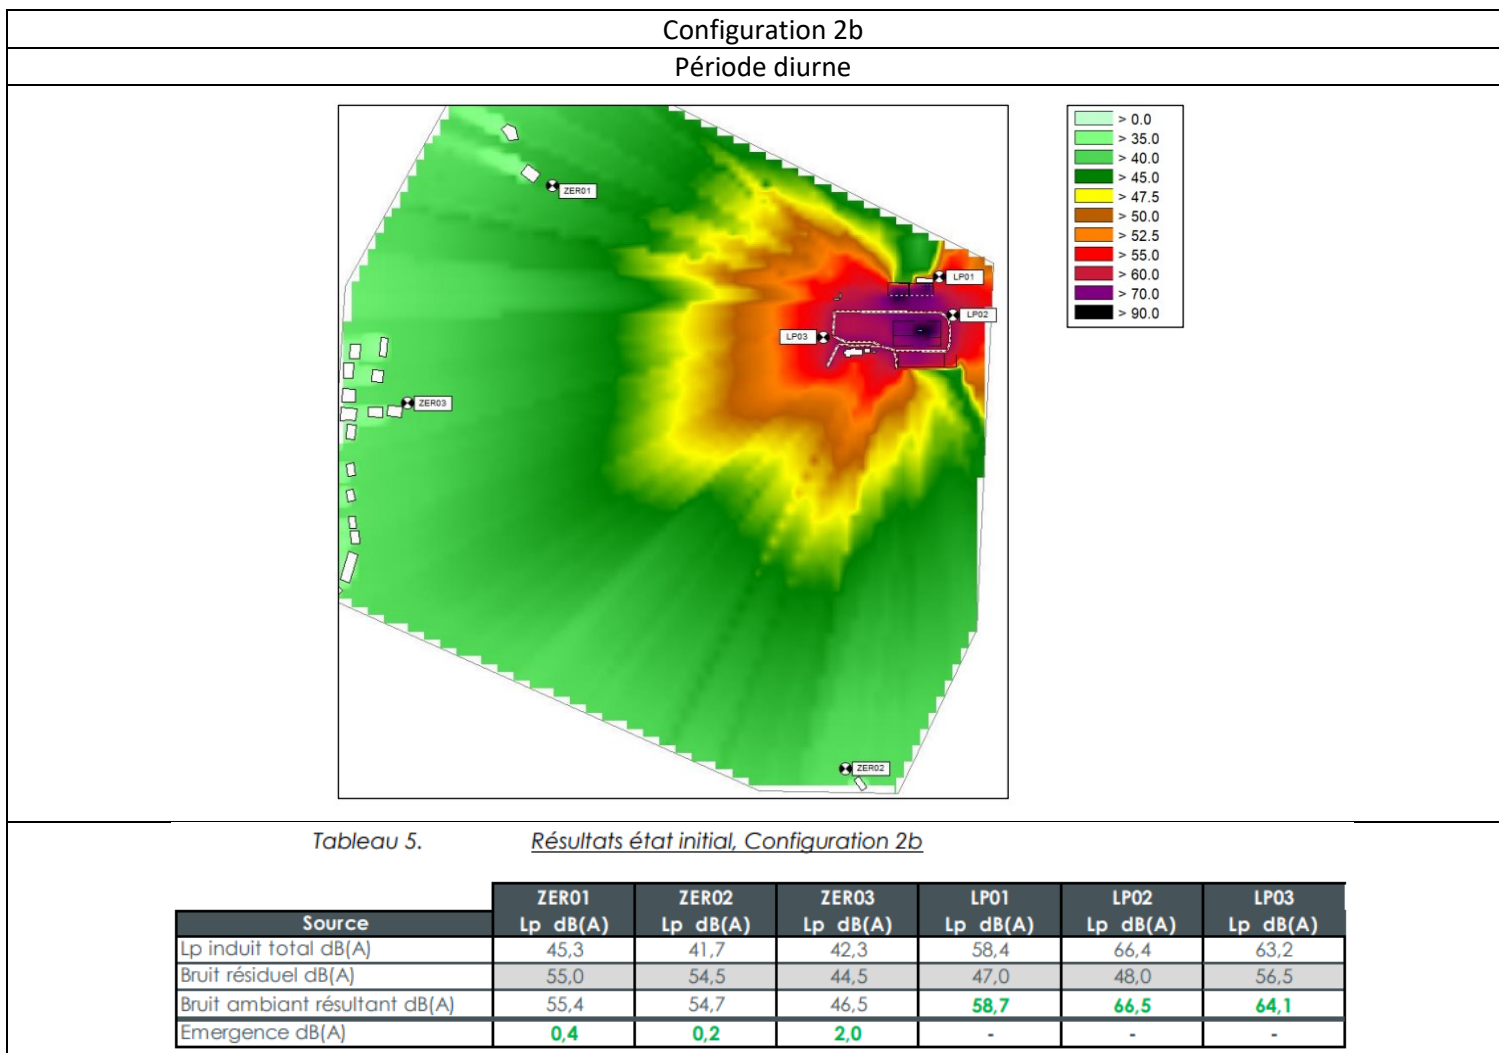 Configuration 2b
Période diurne
> 0.0
> 35.0
> 40.0
> 45.0
> 47.5
> 50.0
> 52.5
> 55.0
> 60.0
> 70.0
> 90.0
ZER01
LP01
LP02
LP03
ZER03
ZER02
Tableau 5. Résultats état initial, Configuration 2b
ZER01 ZER02 ZER03 LP01 LP02 LP03
Source Lp dB(A) Lp dB(A) Lp dB(A) Lp dB(A) Lp dB(A) Lp dB(A)
Lp induit total dB(A) 45,3 41,7 42,3 58,4 66,4 63,2
Bruit résiduel dB(A) 55,0 54,5 44,5 47,0 48,0 56,5
Bruit ambiant résultant dB(A) 55,4 54,7 46,5 58,7 66,5 64,1
Emergence dB(A) 0,4 0,2 2,0 - - -